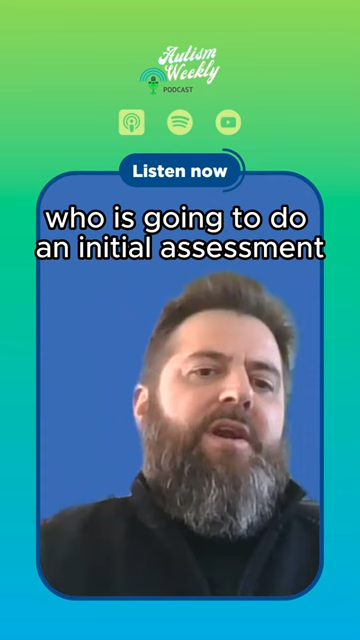 Autism
Weekly
PODCAST
Listen now
who is going to do
an initial assessment